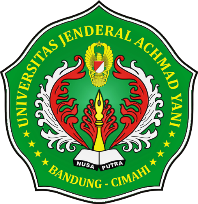 UNIVERSITAS JENDERAL ACHMAD YANI
NUSA PUTRA
BANDUNG - CIMAHI